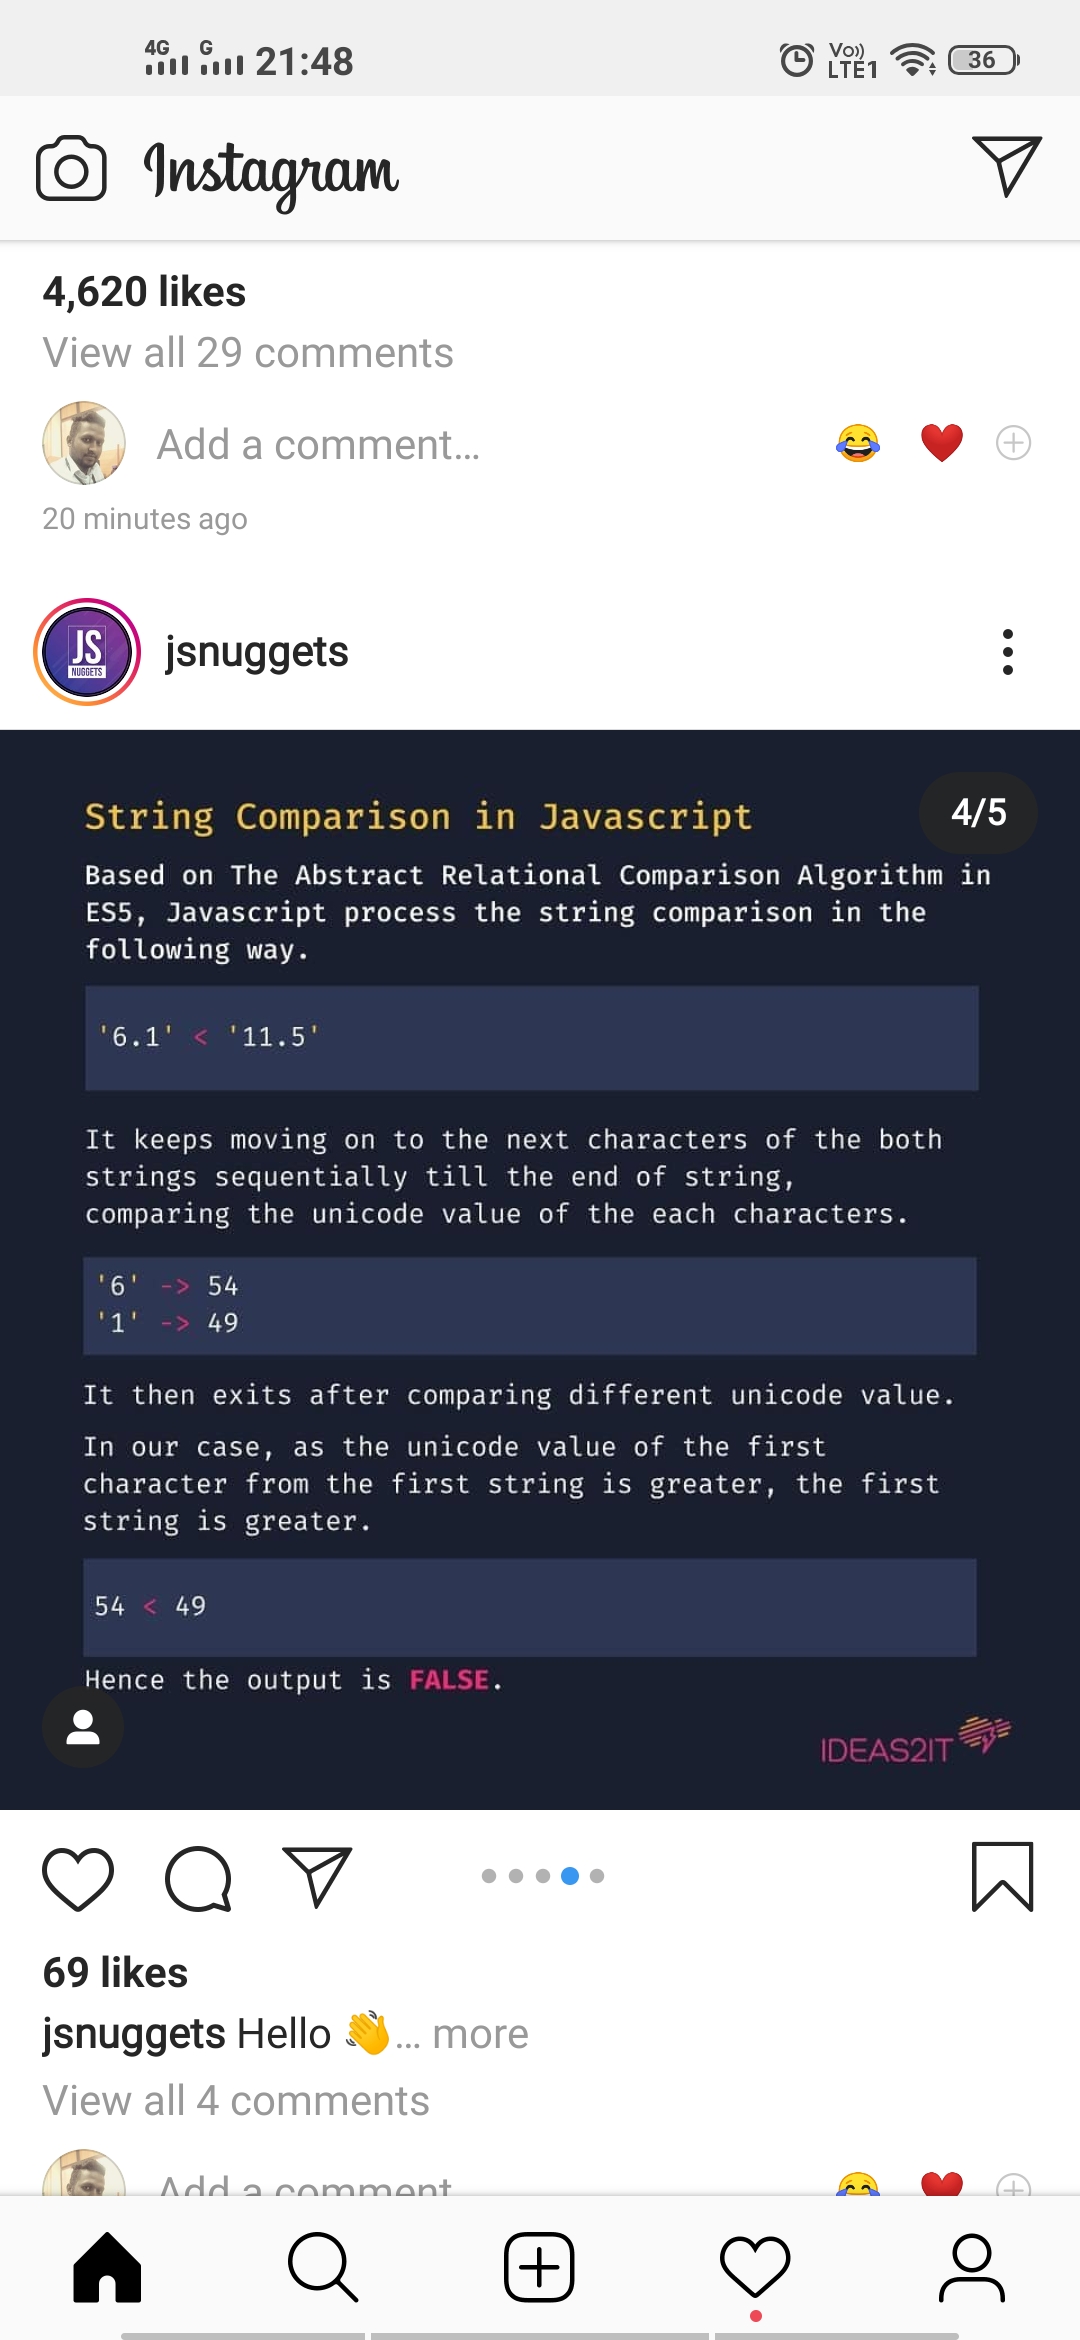 4G G 21:48 Vo)) LTE1 36
Instagram
4,620 likes
View all 29 comments
Add a comment...
20 minutes ago
JS
NUGGETS
jsnuggets
4/5
String Comparison in Javascript
Based on The Abstract Relational Comparison Algorithm in
ES5, Javascript process the string comparison in the
following way.
'6.1' < '11.5'
It keeps moving on to the next characters of the both
strings sequentially till the end of string,
comparing the unicode value of the each characters.
'6' -> 54
'1' -> 49
It then exits after comparing different unicode value.
In our case, as the unicode value of the first
character from the first string is greater, the first
string is greater.
54 < 49
Hence the output is FALSE.
IDEAS2IT
69 likes
jsnuggets Hello 👋... more
View all 4 comments
Add a comment